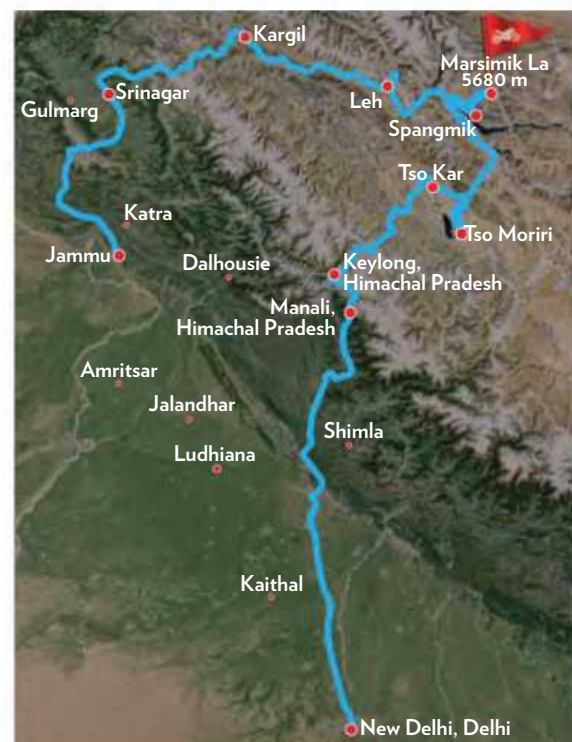 Kargil
Marsimik La
5680 m
Srinagar
Leh
Gulmarg
Spangmik
Tso Kar
Katra
Tso Moriri
Jammu
Dalhousie
Keylong,
Himachal Pradesh
Manali,
Himachal Pradesh
Amritsar
Jalandhar
Shimla
Ludhiana
Kaithal
New Delhi, Delhi